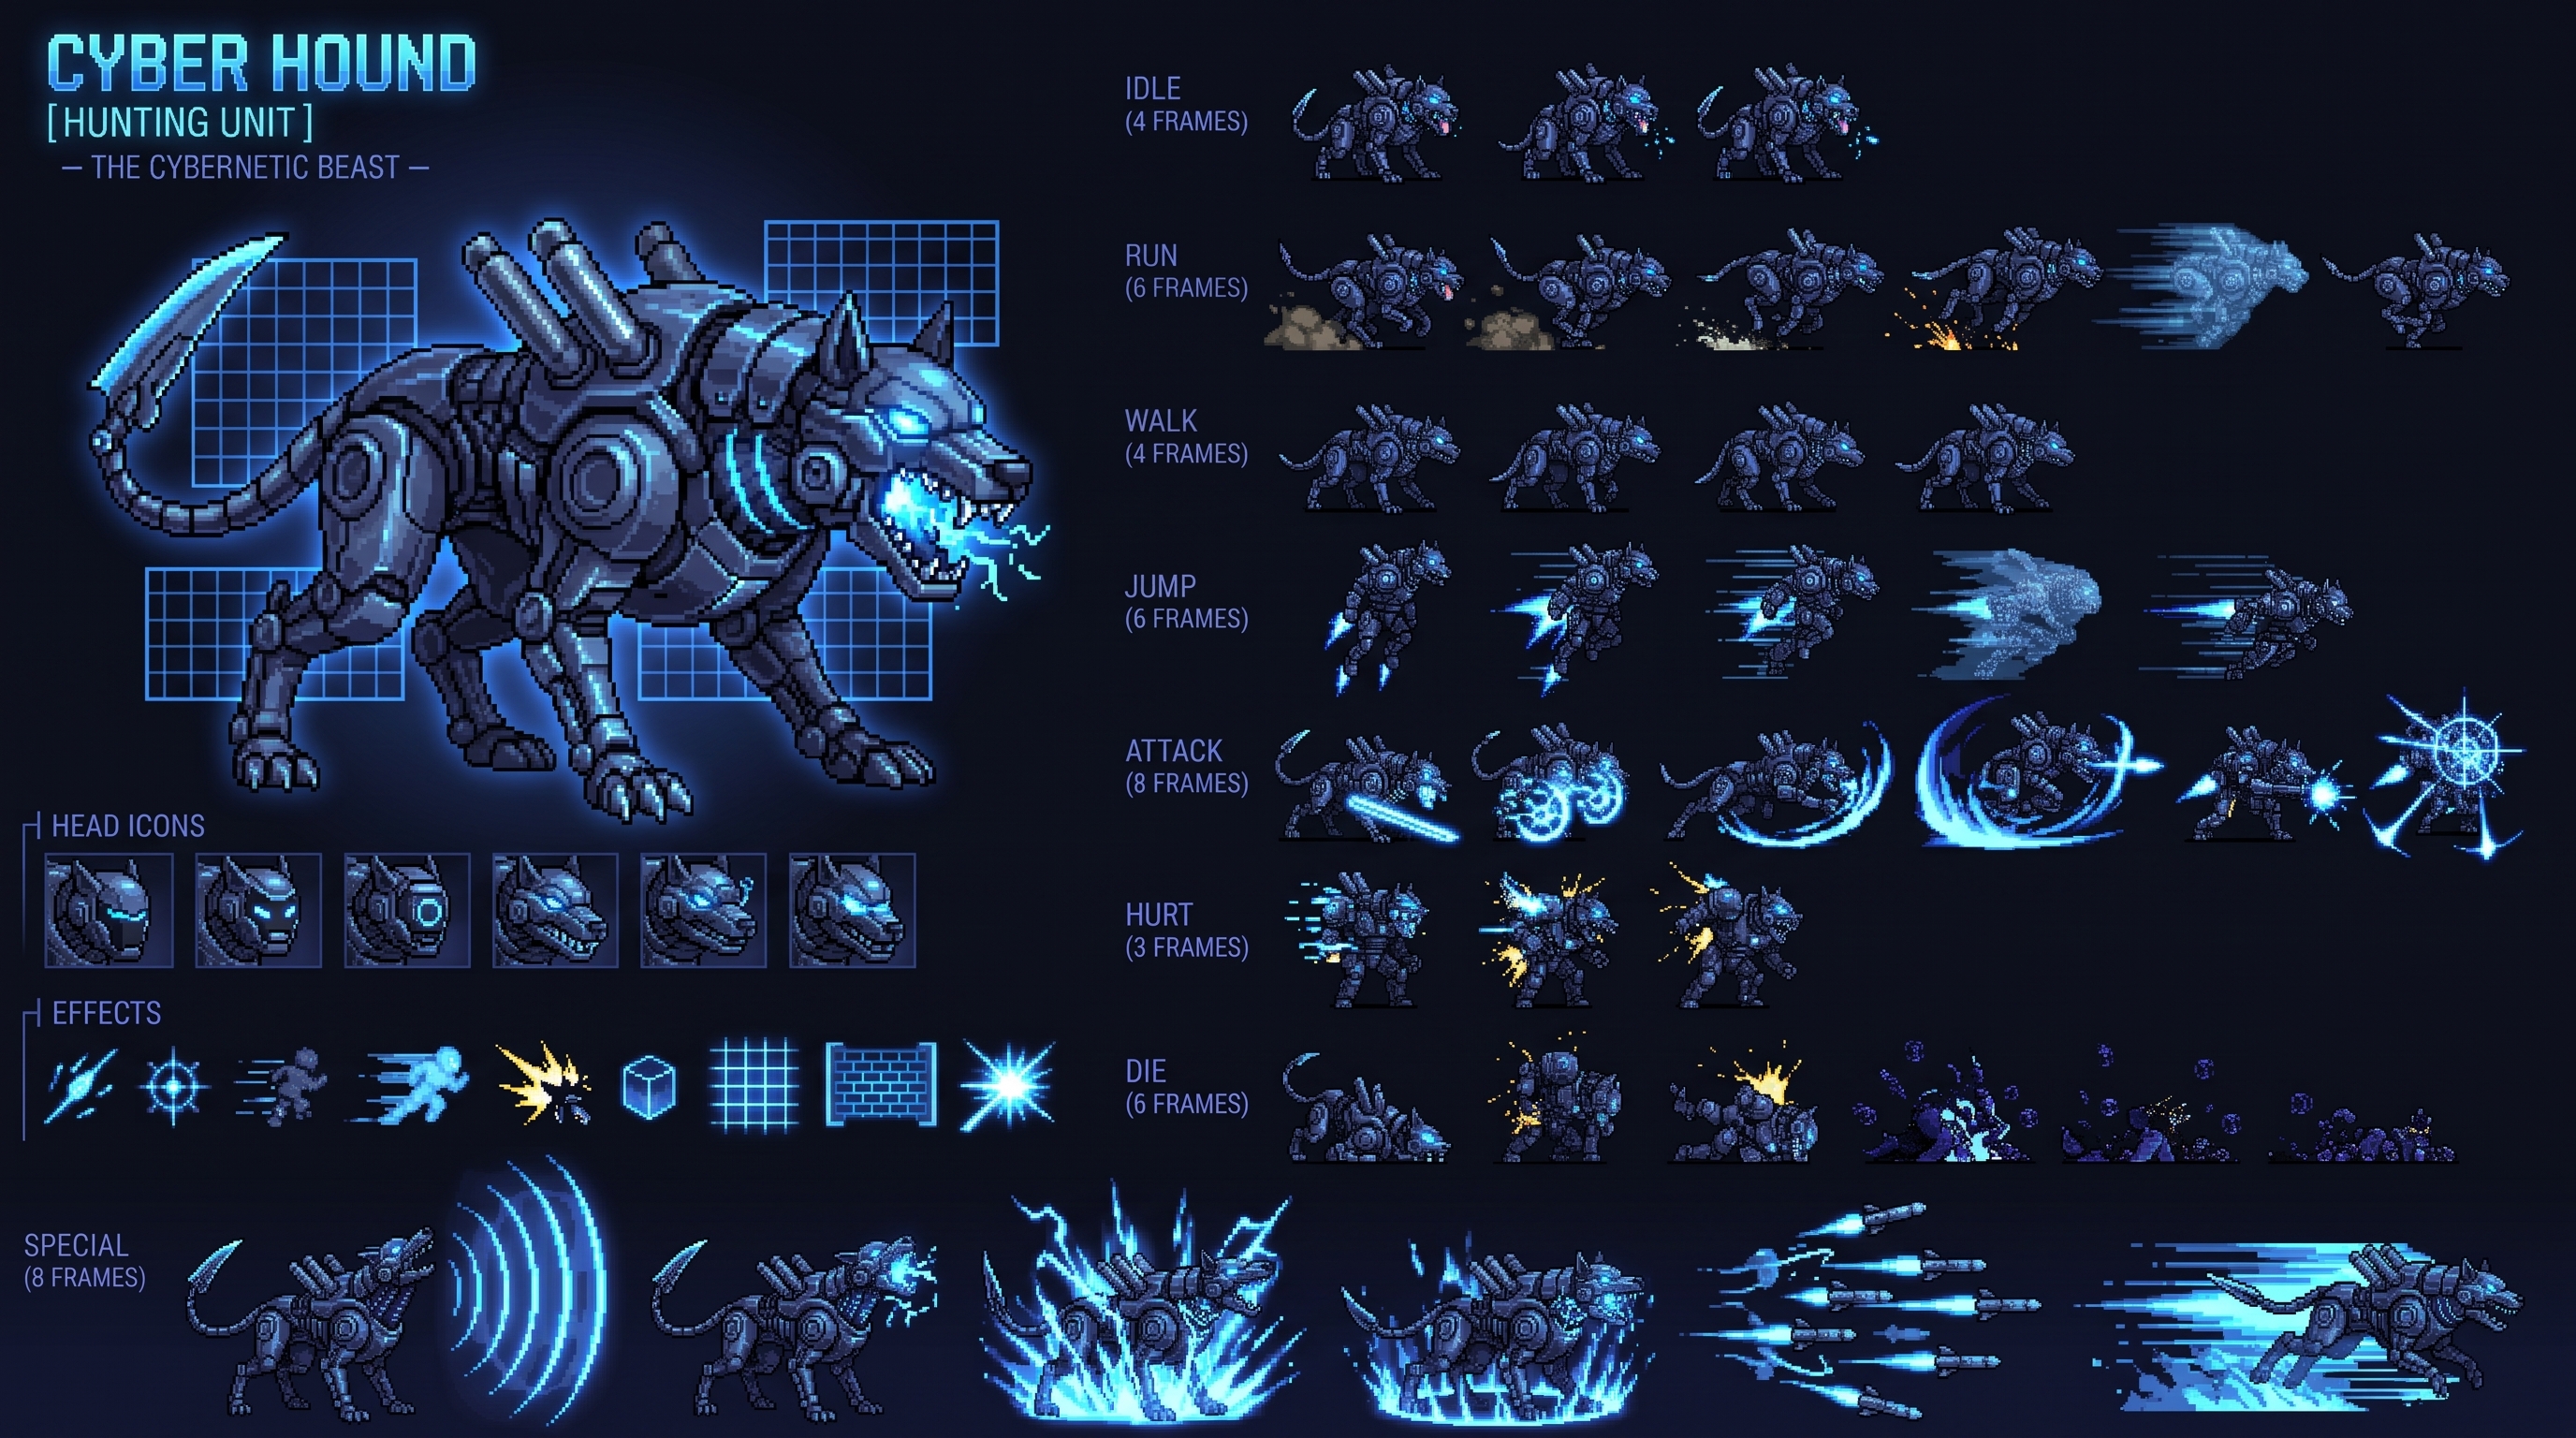 CYBER HOUND
[HUNTING UNIT]
— THE CYBERNETIC BEAST —
HEAD ICONS
EFFECTS
IDLE
(4 FRAMES)
RUN
(6 FRAMES)
WALK
(4 FRAMES)
JUMP
(6 FRAMES)
ATTACK
(8 FRAMES)
HURT
(3 FRAMES)
DIE
(6 FRAMES)
SPECIAL
(8 FRAMES)